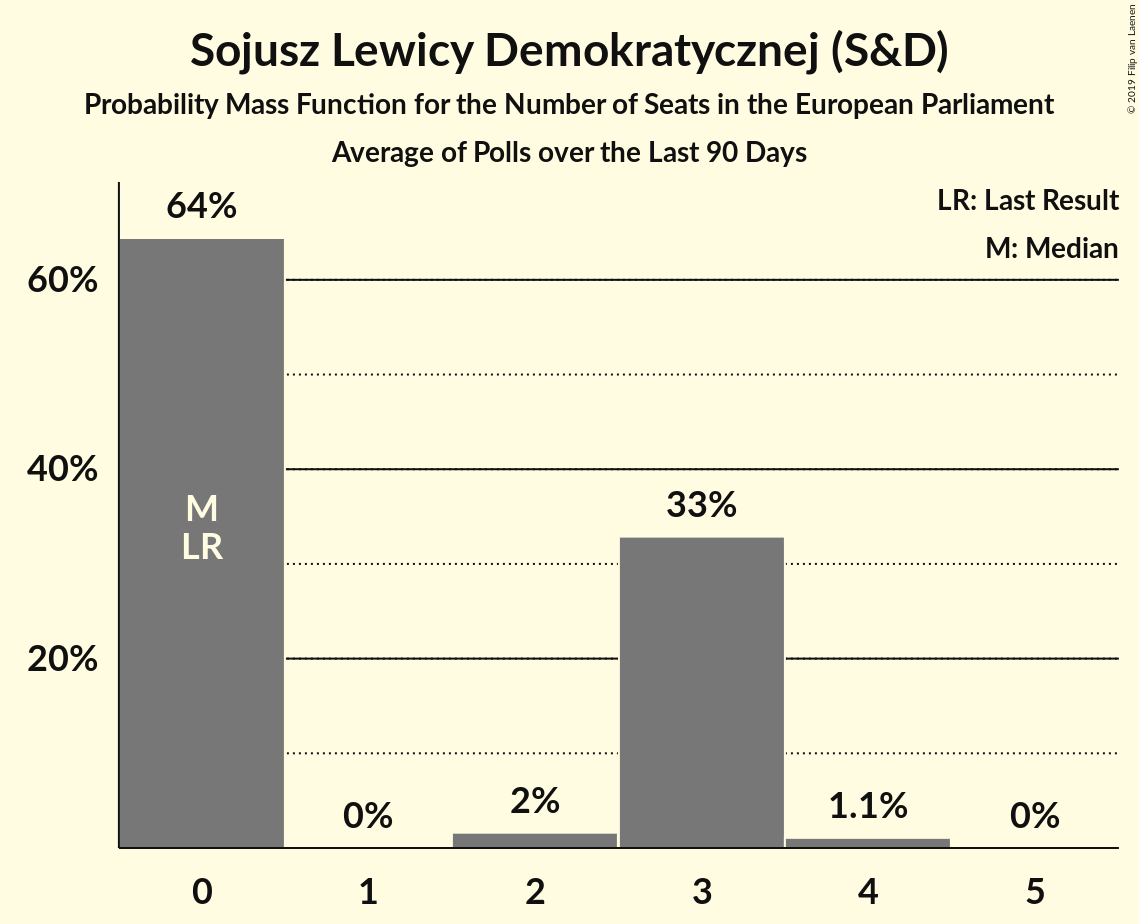 Sojusz Lewicy Demokratycznej (S&D)
Probability Mass Function for the Number of Seats in the European Parliament
Average of Polls over the Last 90 Days
© 2019 Filip van Laenen
LR: Last Result
M: Median
64%
60%
40%
20%
M
LR
0%
2%
33%
1.1%
0%
0 1 2 3 4 5